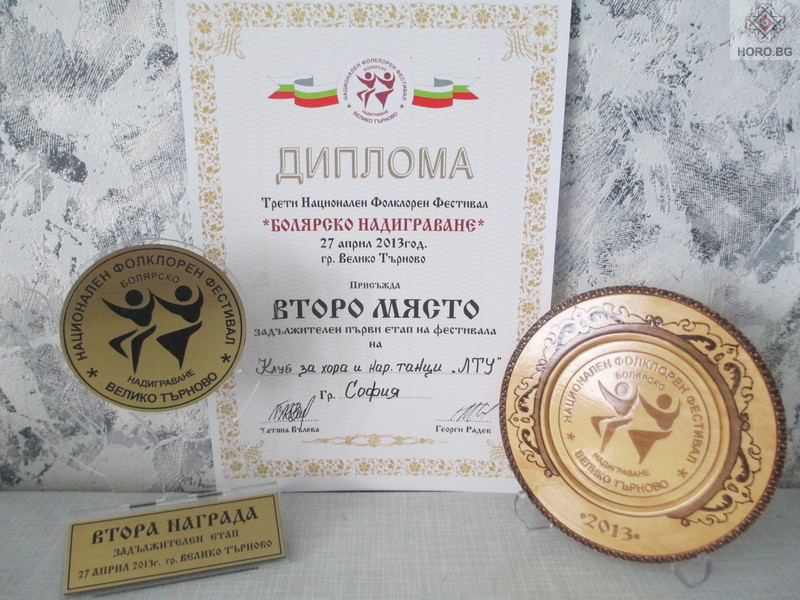 HORO.BG
НАЦИОНАЛЕН ФОЛКЛОРЕН ФЕСТИВАЛ
БОЛЯРСКО
НАДИГРАВАНЕ
ВЕЛИКО ТЪРНОВО
ДИПЛОМА
Трети Национален Фолклорен Фестивал
*БОЛЯРСКО НАДИГРАВАНЕ*
27 април 2013год.
гр. Велико Търново
Присъжда
ВТОРО МЯСТО
задължителен първи етап на фестивала
на
Клуб за хора и нар. танци „ЛТУ"
Гр. София
Татяна Вълева
Георги Радев
НАЦИОНАЛЕН ФОЛКЛОРЕН ФЕСТИВАЛ
БОЛЯРСКО
НАДИГРАВАНЕ
ВЕЛИКО ТЪРНОВО
ВТОРА НАГРАДА
ЗАДЪЛЖИТЕЛЕН ЕТАП
27 АПРИЛ 2013г. гр. ВЕЛИКО ТЪРНОВО
НАЦИОНАЛЕН ФОЛКЛОРЕН ФЕСТИВАЛ
БОЛЯРСКО
НАДИГРАВАНЕ
ВЕЛИКО ТЪРНОВО
•2013•